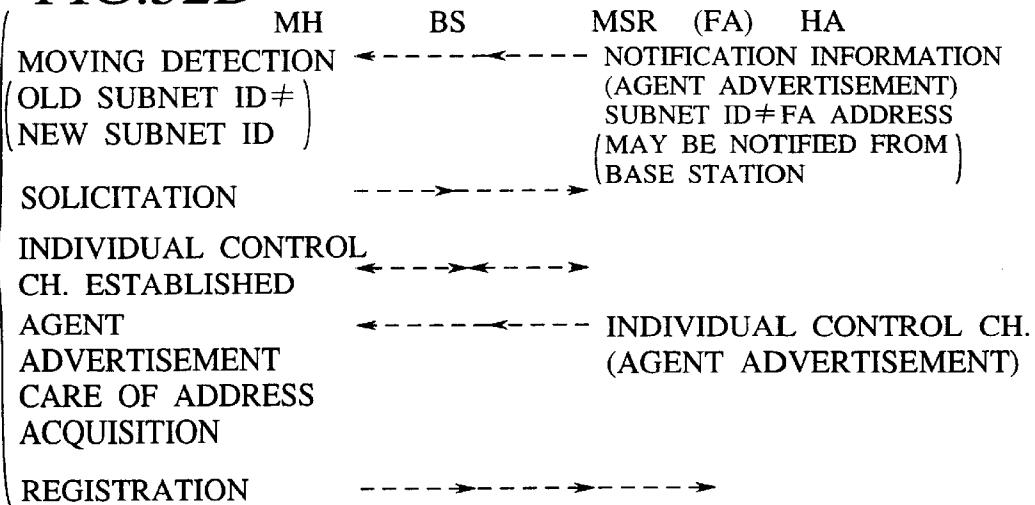 MH BS MSR (FA) HA
MOVING DETECTION NOTIFICATION INFORMATION
(AGENT ADVERTISEMENT)
(OLD SUBNET ID≠ SUBNET ID≠FA ADDRESS
NEW SUBNET ID) (MAY BE NOTIFIED FROM
BASE STATION)
SOLICITATION
INDIVIDUAL CONTROL
CH. ESTABLISHED
AGENT INDIVIDUAL CONTROL CH.
ADVERTISEMENT (AGENT ADVERTISEMENT)
CARE OF ADDRESS
ACQUISITION
REGISTRATION